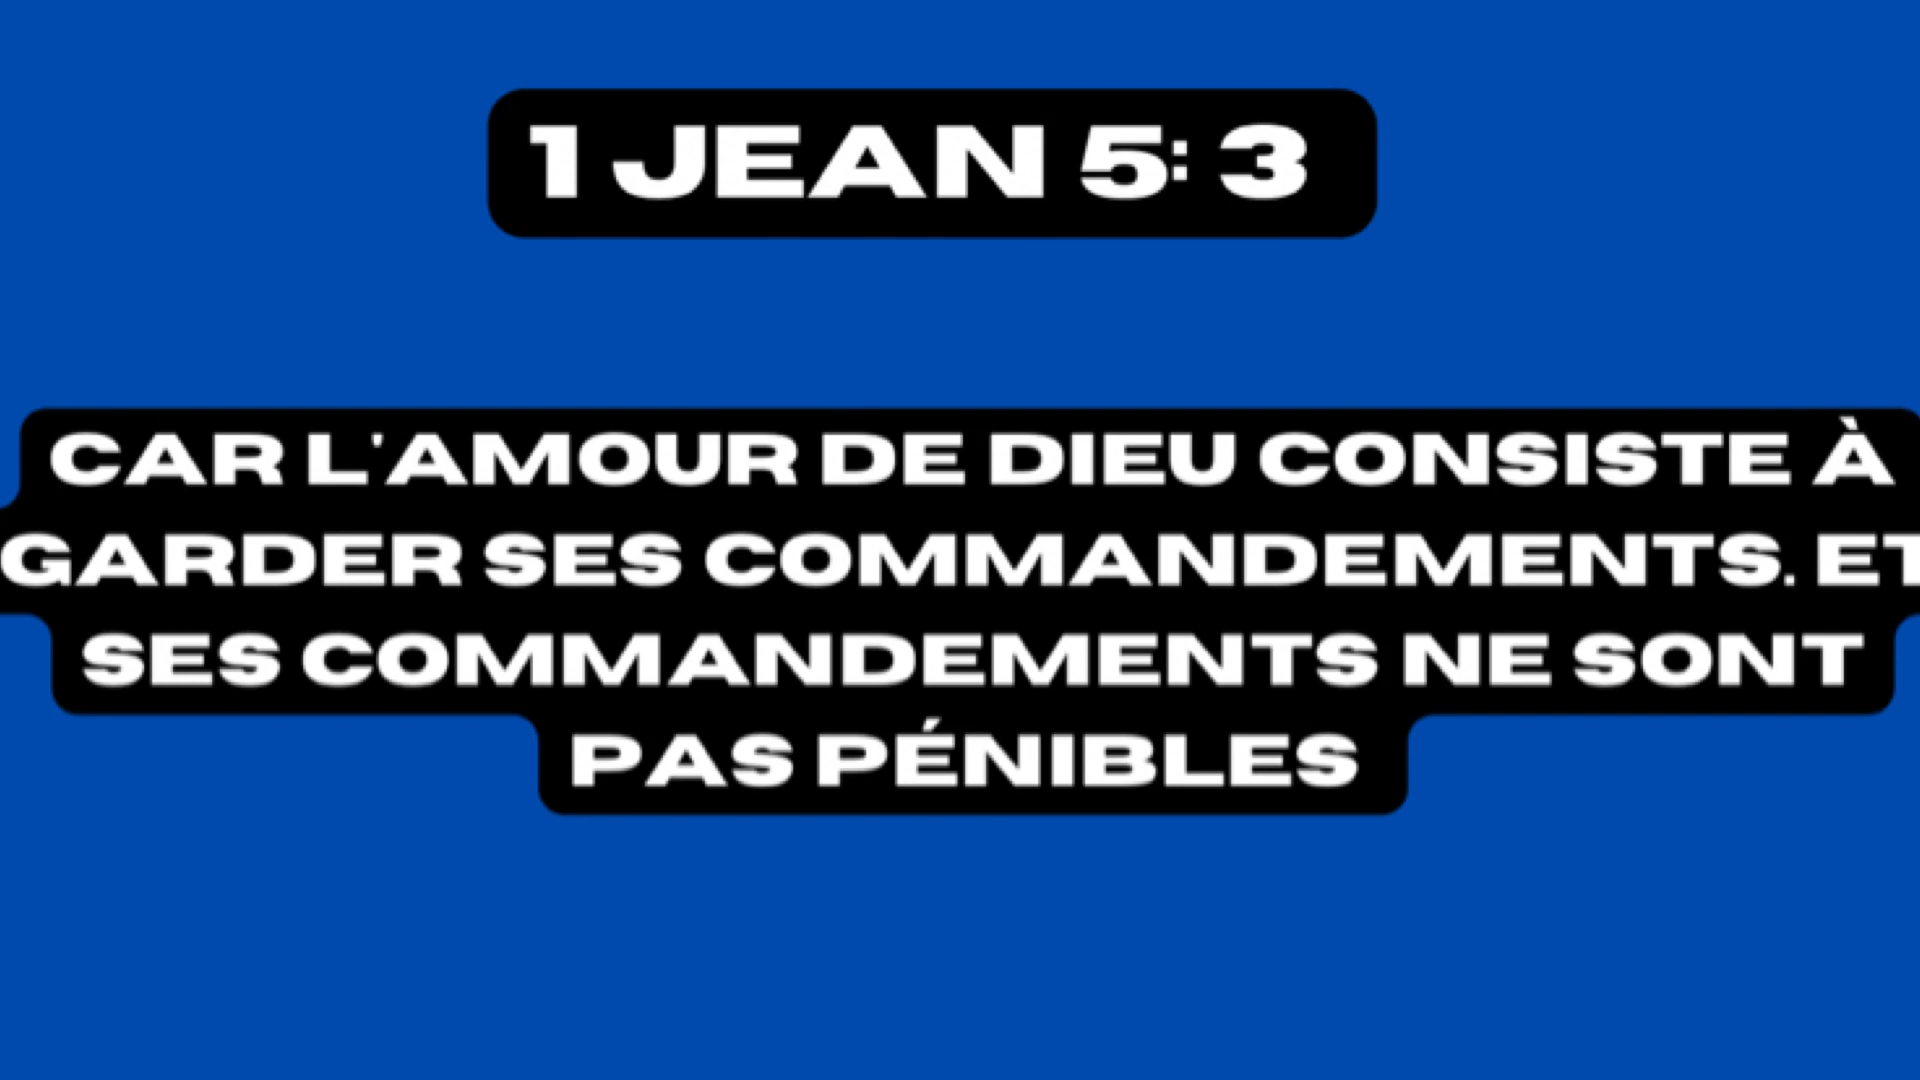 1 JEAN 5: 3
CAR L'AMOUR DE DIEU CONSISTE À
GARDER SES COMMANDEMENTS. ET
SES COMMANDEMENTS NE SONT
PAS PÉNIBLES